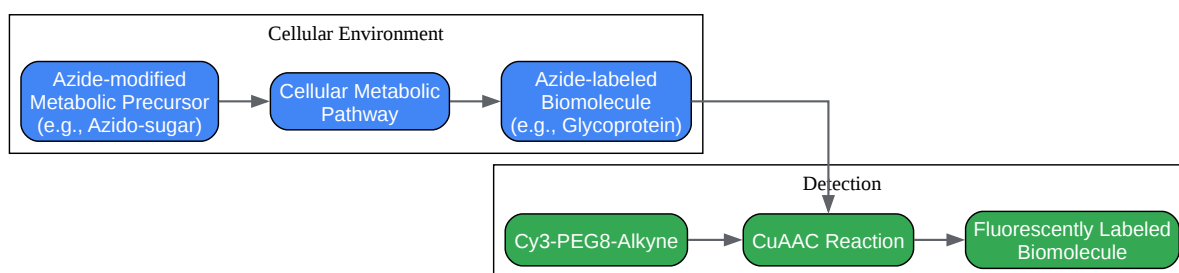 Cellular Environment
Azide-modified
Metabolic Precursor
(e.g., Azido-sugar)
Cellular Metabolic
Pathway
Azide-labeled
Biomolecule
(e.g., Glycoprotein)
Detection
Cy3-PEG8-Alkyne
CuAAC Reaction
Fluorescently Labeled
Biomolecule